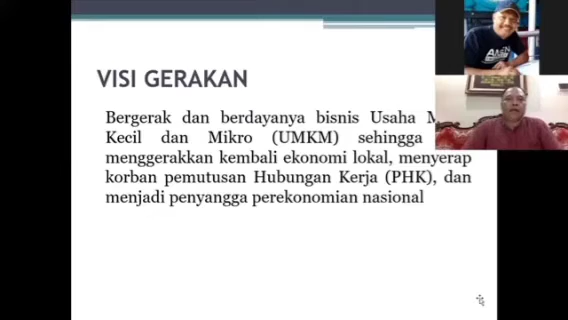 VISI GERAKAN
Bergerak dan berdayanya bisnis Usaha
Kecil dan Mikro (UMKM) sehingga
menggerakkan kembali ekonomi lokal, menyerap
korban pemutusan Hubungan Kerja (PHK), dan
menjadi penyangga perekonomian nasional